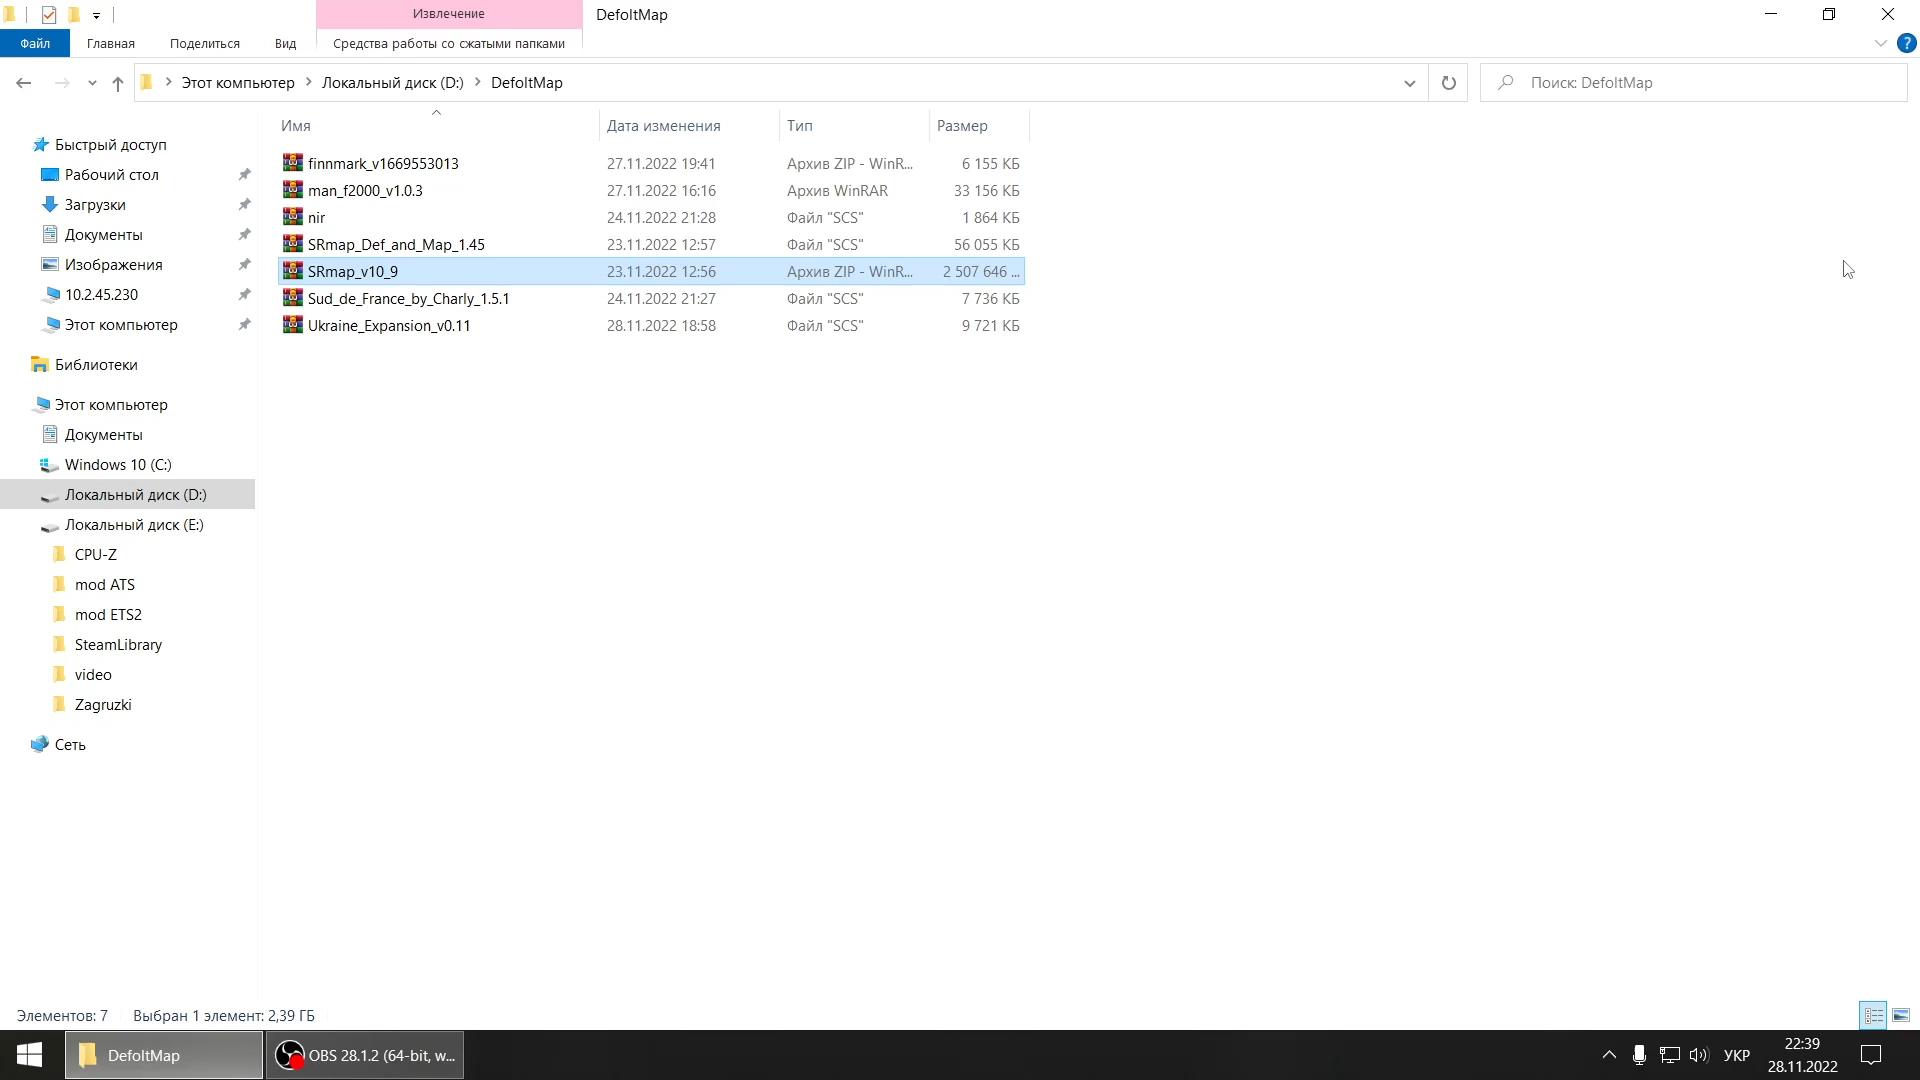 Извлечение
DefoltMap
Файл
Главная
Поделиться
Вид
Средства работы со сжатыми папками
?
Этот компьютер
Локальный диск (D:)
DefoltMap
Поиск: DefoltMap
Имя
Дата изменения
Тип
Размер
finnmark_v1669553013 27.11.2022 19:41 Архив ZIP - WinR... 6 155 КБ
man_f2000_v1.0.3 27.11.2022 16:16 Архив WinRAR 33 156 КБ
nir 24.11.2022 21:28 Файл "SCS" 1 864 КБ
SRmap_Def_and_Map_1.45 23.11.2022 12:57 Файл "SCS" 56 055 КБ
SRmap_v10_9 23.11.2022 12:56 Архив ZIP - WinR... 2 507 646 ...
Sud_de_France_by_Charly_1.5.1 24.11.2022 21:27 Файл "SCS" 7 736 КБ
Ukraine_Expansion_v0.11 28.11.2022 18:58 Файл "SCS" 9 721 КБ
Быстрый доступ
Рабочий стол
Загрузки
Документы
Изображения
10.2.45.230
Этот компьютер
Библиотеки
Этот компьютер
Документы
Windows 10 (C:)
Локальный диск (D:)
Локальный диск (E:)
CPU-Z
mod ATS
mod ETS2
SteamLibrary
video
Zagruzki
Сеть
Элементов: 7
Выбран 1 элемент: 2,39 ГБ
DefoltMap
OBS 28.1.2 (64-bit, w...
УКР
22:39
28.11.2022